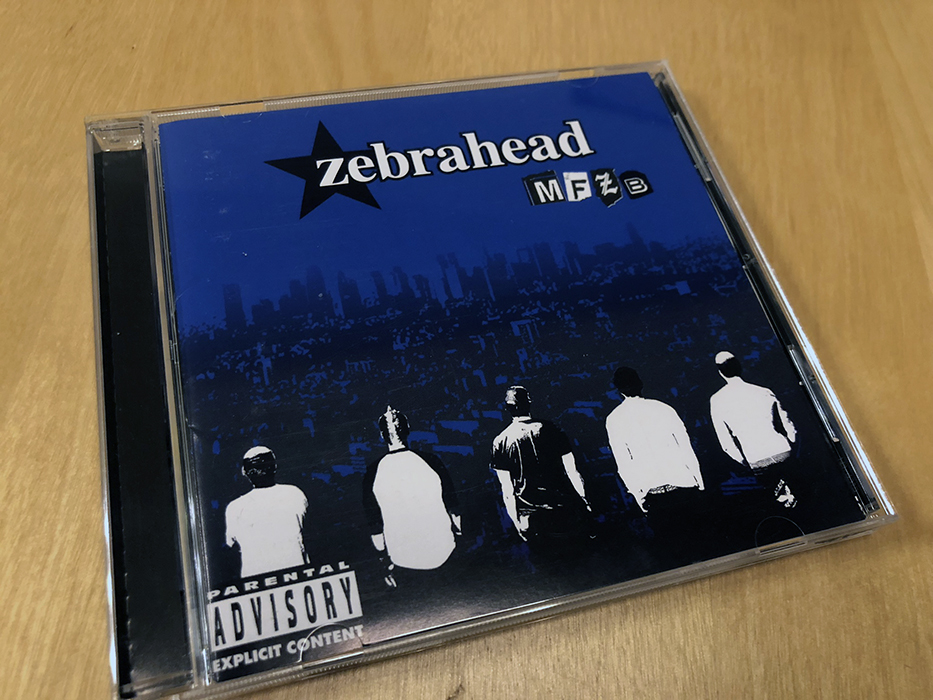 zebrahead
MFZB
PARENTAL
ADVISORY
EXPLICIT CONTENT